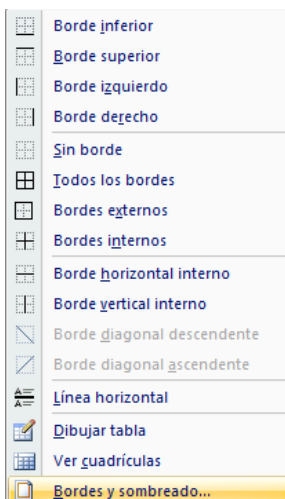 Borde inferior
Borde superior
Borde izquierdo
Borde derecho
Sin borde
Todos los bordes
Bordes externos
Bordes internos
Borde horizontal interno
Borde vertical interno
Borde diagonal descendente
Borde diagonal ascendente
Línea horizontal
Dibujar tabla
Ver cuadrículas
Bordes y sombreado...